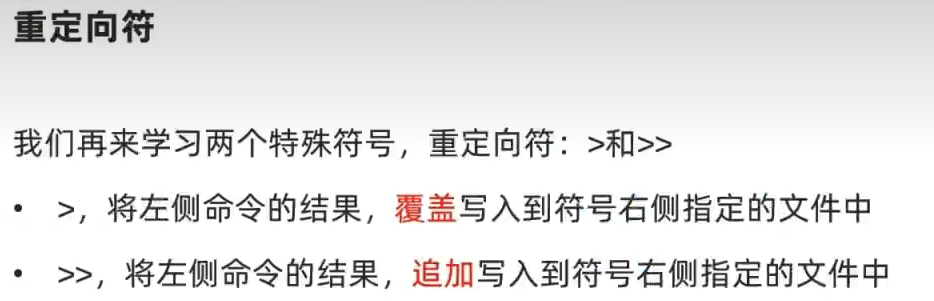 重定向符
我们再来学习两个特殊符号，重定向符：>和>>
• >，将左侧命令的结果，覆盖写入到符号右侧指定的文件中
• >>，将左侧命令的结果，追加写入到符号右侧指定的文件中